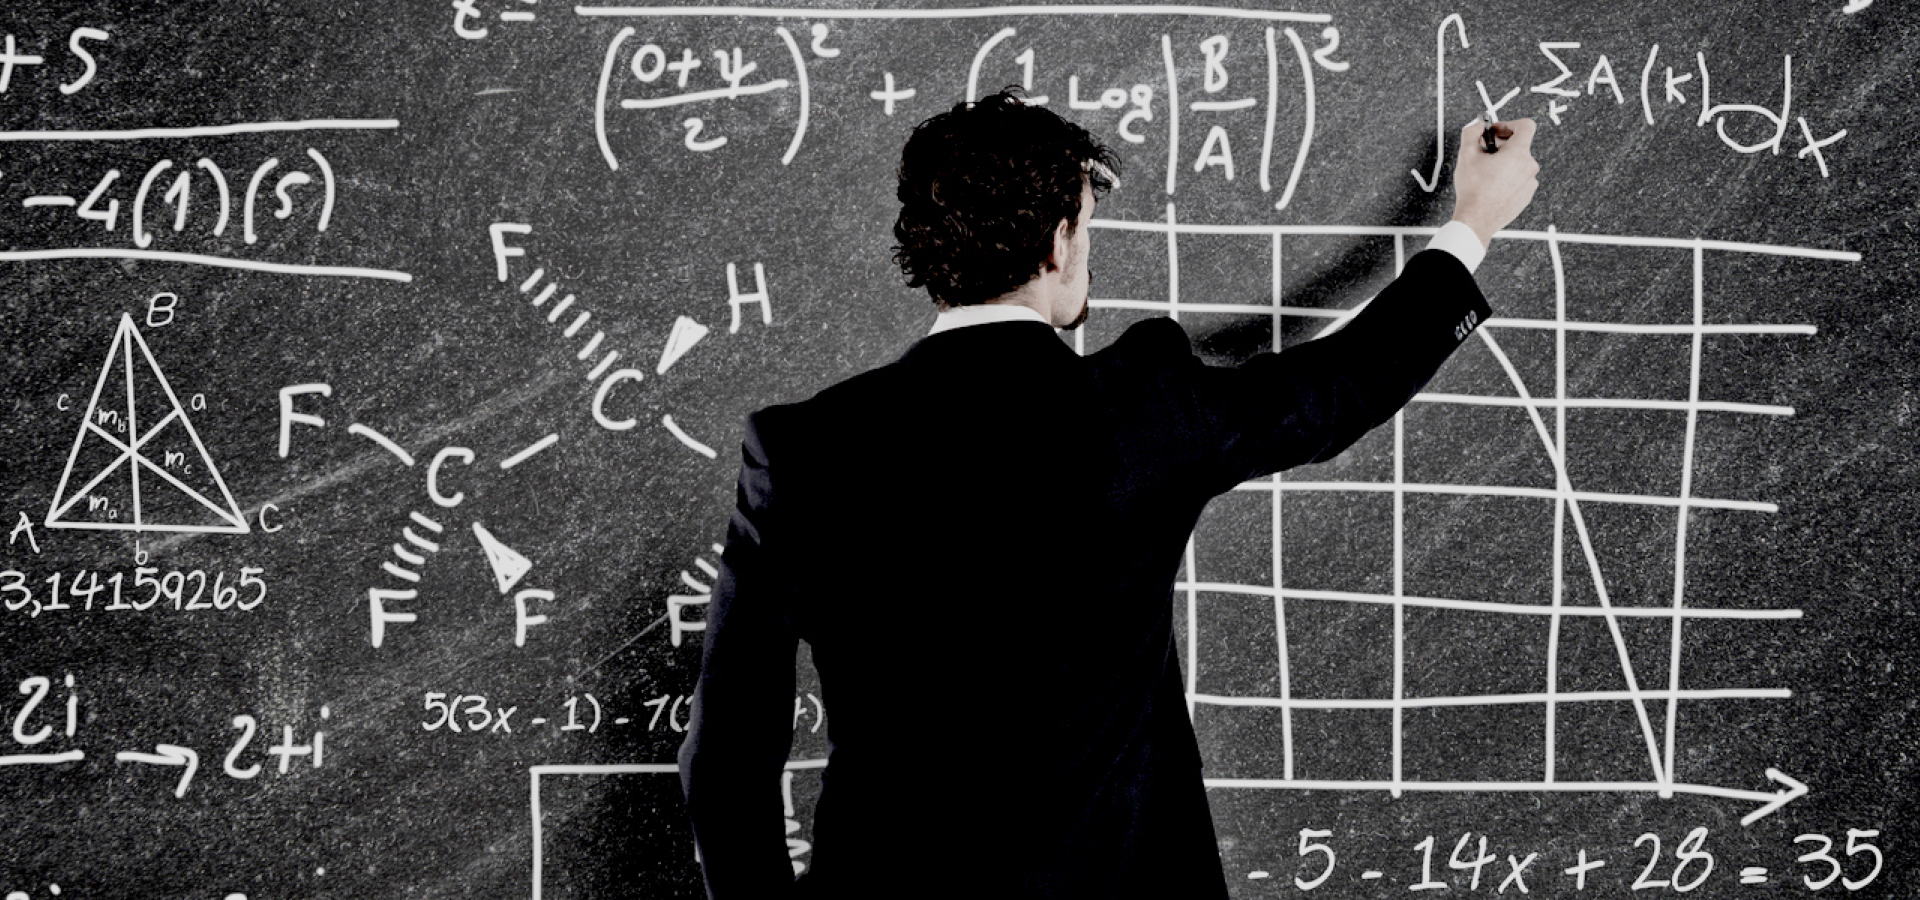 + 5
-4(1)(5)
(0+ψ/2)² + (1 Log c |B/A|)²
∫ x Σ A(k) dx
F
H
C
F
C
F
F
F
B
c
a
m_b
m_c
m_a
A
C
b
3,14159265
2i → 2+i
5(3x - 1) - 7(
- 5 - 14x + 28 = 35